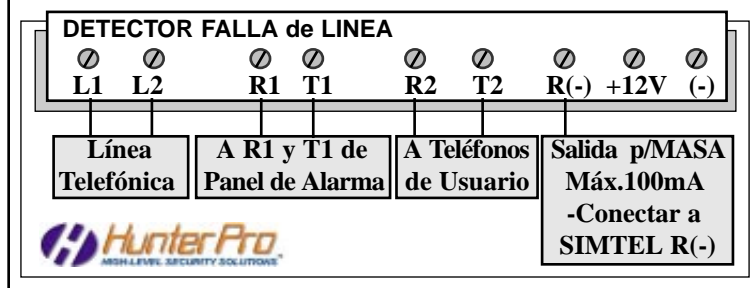 DETECTOR FALLA de LINEA
L1 L2 R1 T1 R2 T2 R(-) +12V (-)
Línea
Telefónica
A R1 y T1 de
Panel de Alarma
A Teléfonos
de Usuario
Salida p/MASA
Máx.100mA
-Conectar a
SIMTEL R(-)
HunterPro
HIGH-LEVEL SECURITY SOLUTIONS